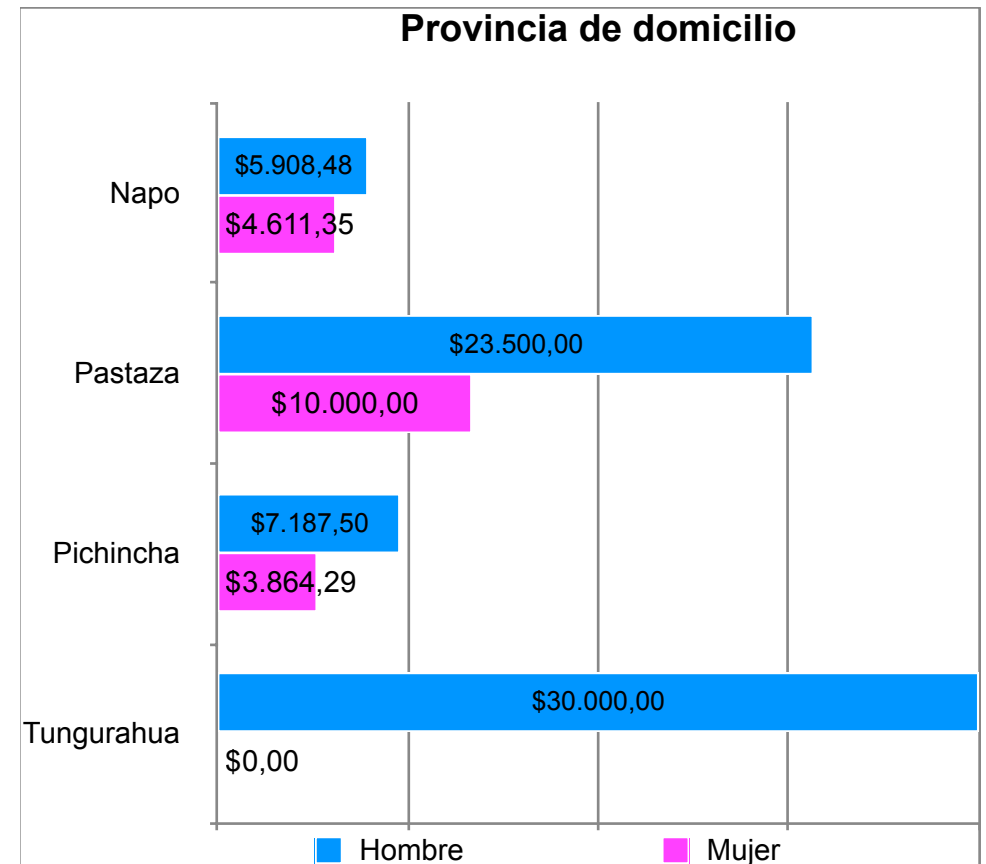 Provincia de domicilio
Napo
$5.908,48
$4.611,35
Pastaza
$23.500,00
$10.000,00
Pichincha
$7.187,50
$3.864,29
Tungurahua
$30.000,00
$0,00
Hombre Mujer